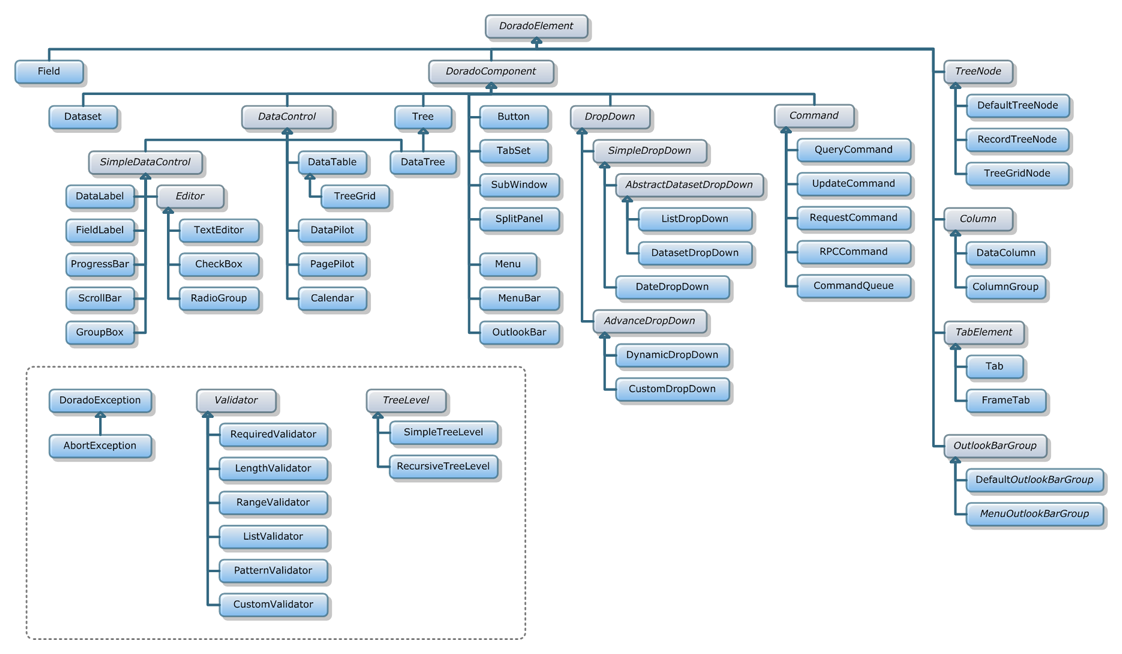 DoradoElement
Field
DoradoComponent
TreeNode
Dataset
DataControl
Tree
Button
DropDown
Command
DefaultTreeNode
RecordTreeNode
TreeGridNode
SimpleDataControl
DataTable
DataTree
TabSet
SimpleDropDown
QueryCommand
DataLabel
Editor
TreeGrid
SubWindow
AbstractDatasetDropDown
UpdateCommand
FieldLabel
TextEditor
DataPilot
SplitPanel
ListDropDown
RequestCommand
Column
ProgressBar
CheckBox
PagePilot
Menu
DatasetDropDown
RPCCommand
DataColumn
ScrollBar
RadioGroup
Calendar
MenuBar
DateDropDown
CommandQueue
ColumnGroup
GroupBox
OutlookBar
AdvanceDropDown
TabElement
DynamicDropDown
Tab
CustomDropDown
FrameTab
DoradoException
AbortException
Validator
RequiredValidator
LengthValidator
RangeValidator
ListValidator
PatternValidator
CustomValidator
TreeLevel
SimpleTreeLevel
RecursiveTreeLevel
OutlookBarGroup
DefaultOutlookBarGroup
MenuOutlookBarGroup